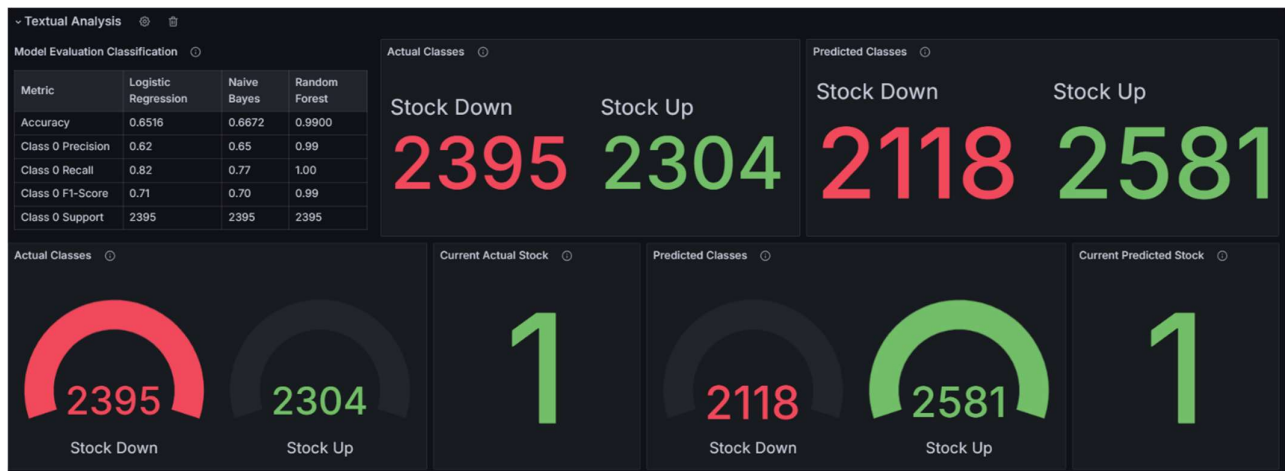 Textual Analysis
Model Evaluation Classification
Metric Logistic Regression Naive Bayes Random Forest
Accuracy 0.6516 0.6672 0.9900
Class 0 Precision 0.62 0.65 0.99
Class 0 Recall 0.82 0.77 1.00
Class 0 F1-Score 0.71 0.70 0.99
Class 0 Support 2395 2395 2395
Actual Classes
Stock Down Stock Up
2395 2304
Predicted Classes
Stock Down Stock Up
2118 2581
Actual Classes
2395 2304
Stock Down Stock Up
Current Actual Stock
1
Predicted Classes
2118 2581
Stock Down Stock Up
Current Predicted Stock
1